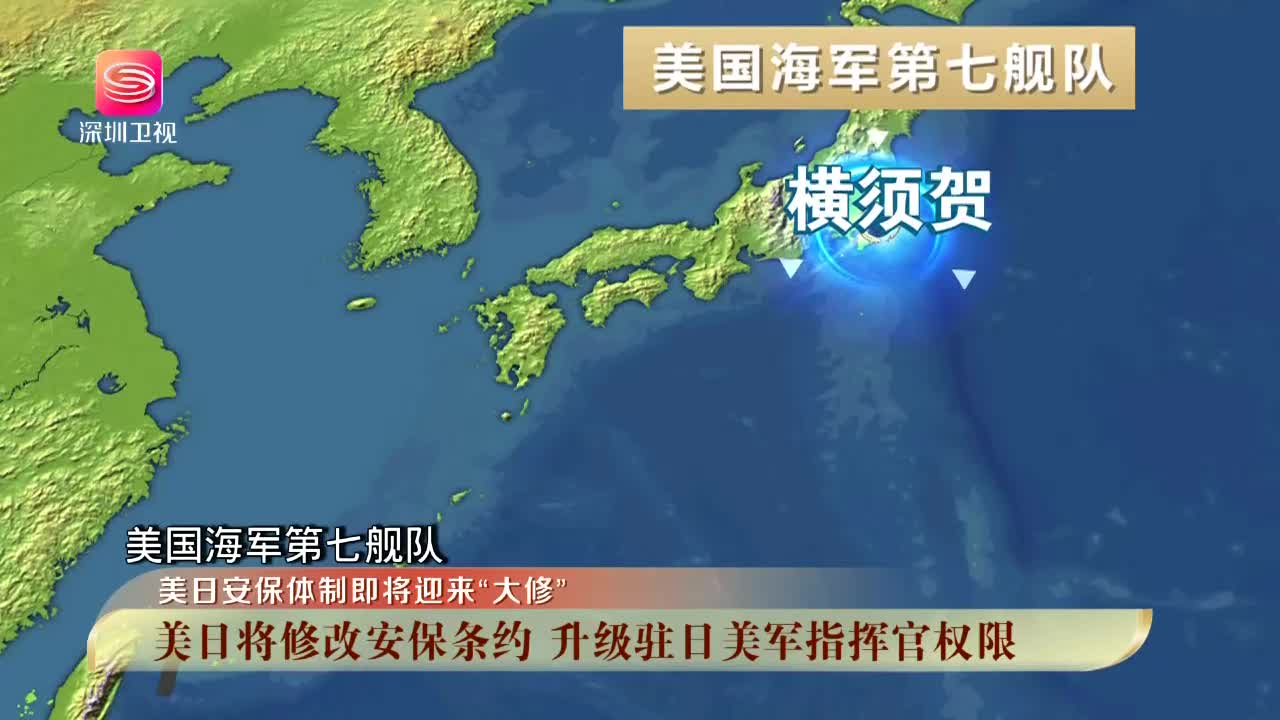 美国海军第七舰队
深圳卫视
横须贺
美国海军第七舰队
美日安保体制即将迎来“大修”
美日将修改安保条约 升级驻日美军指挥官权限